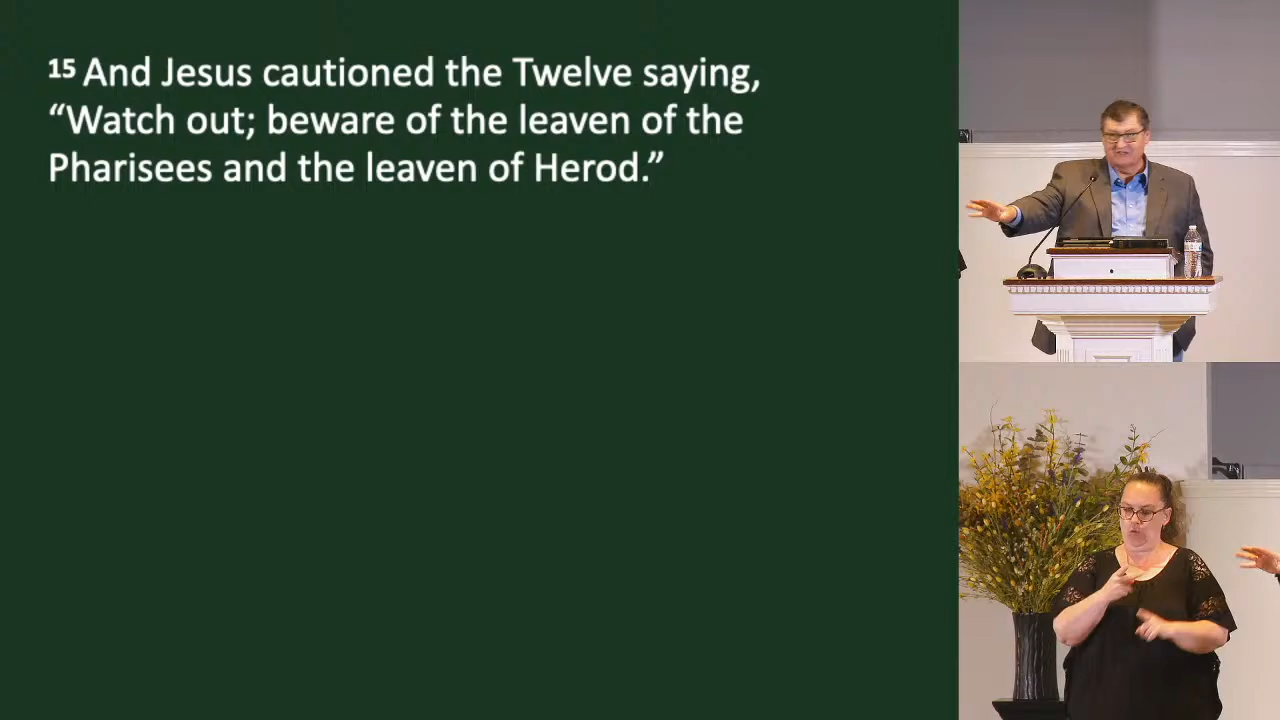 15 And Jesus cautioned the Twelve saying,
“Watch out; beware of the leaven of the
Pharisees and the leaven of Herod.”